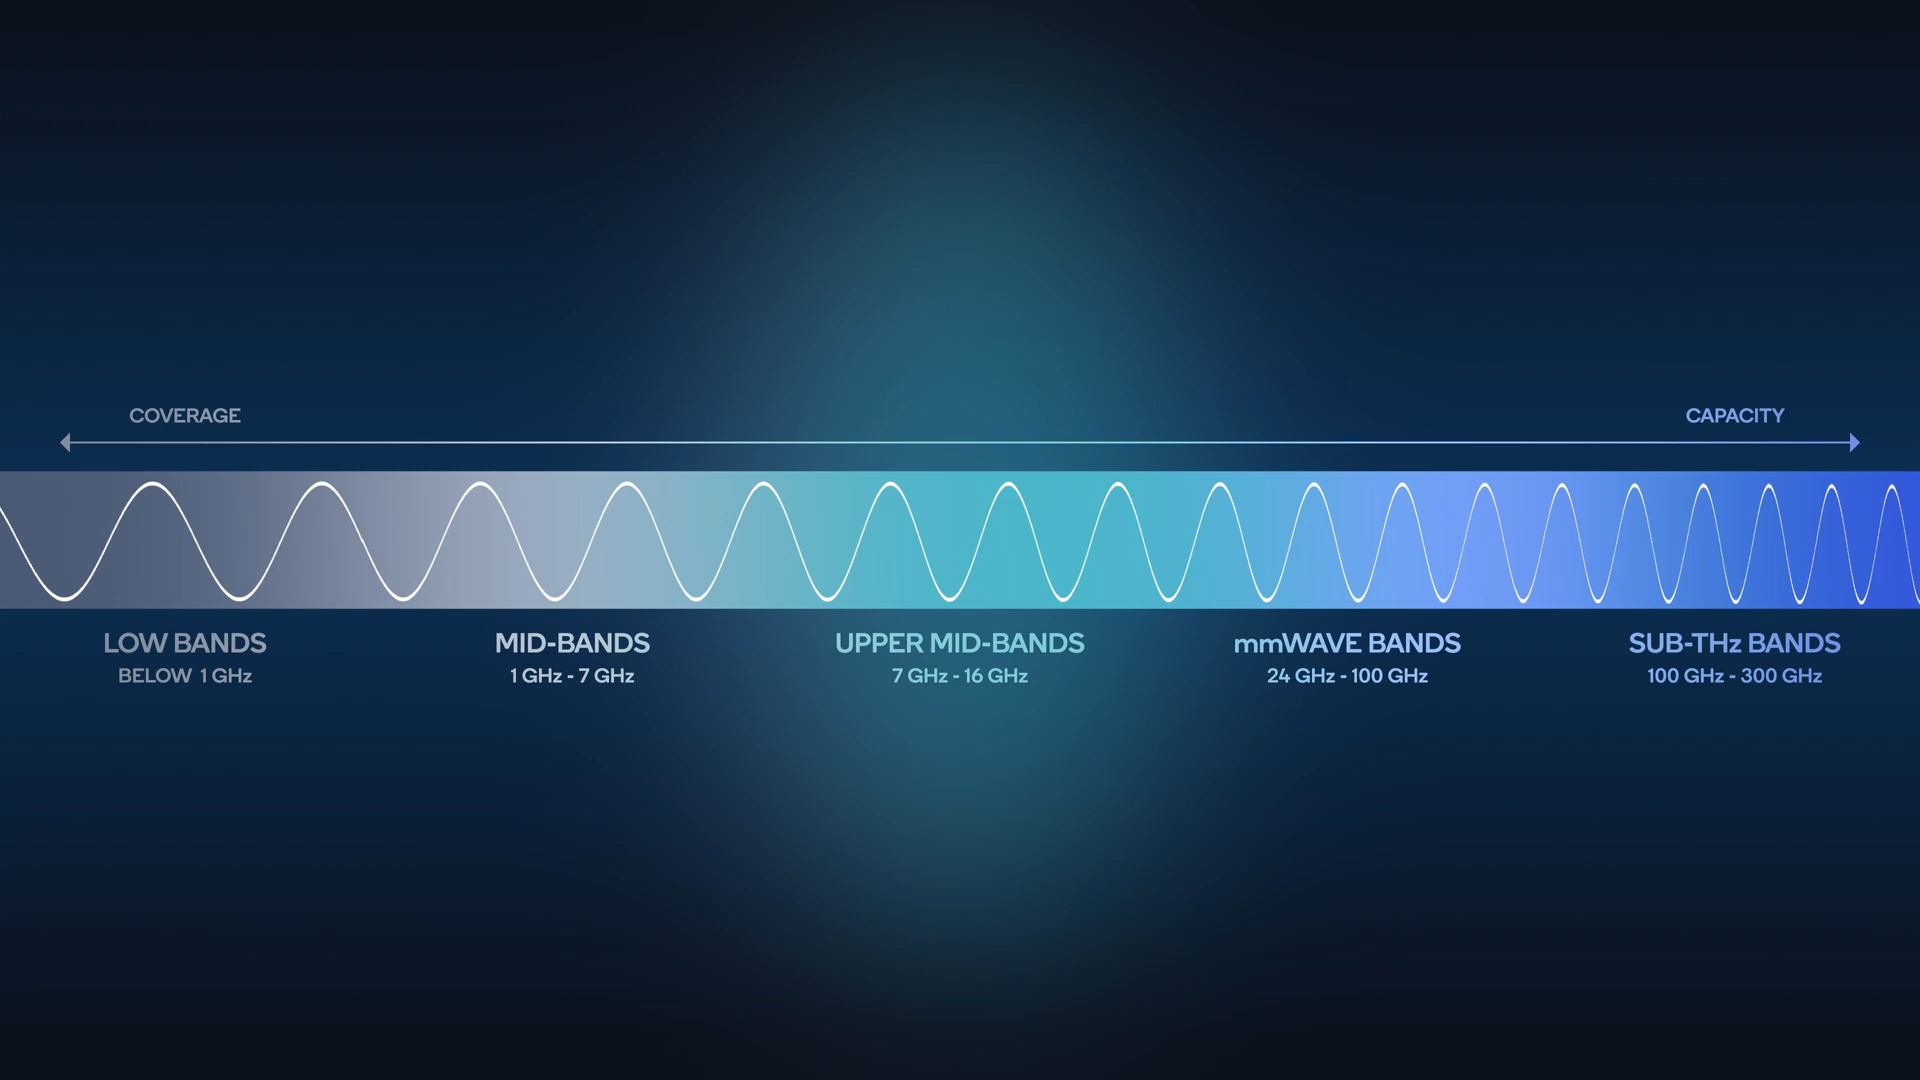 COVERAGE
CAPACITY
LOW BANDS
BELOW 1 GHz
MID-BANDS
1 GHz - 7 GHz
UPPER MID-BANDS
7 GHz - 16 GHz
mmWAVE BANDS
24 GHz - 100 GHz
SUB-THz BANDS
100 GHz - 300 GHz